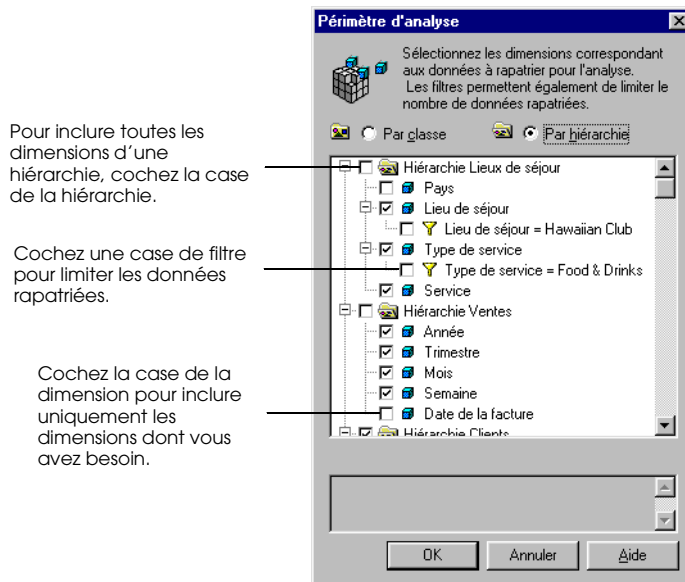 Périmètre d'analyse
Sélectionnez les dimensions correspondant
aux données à rapatrier pour l'analyse.
Les filtres permettent également de limiter le
nombre de données rapatriées.
Par classe
Par hiérarchie
Pour inclure toutes les
dimensions d'une
hiérarchie, cochez la case
de la hiérarchie.
Cochez une case de filtre
pour limiter les données
rapatriées.
Cochez la case de la
dimension pour inclure
uniquement les
dimensions dont vous
avez besoin.
Hiérarchie Lieux de séjour
Pays
Lieu de séjour
Lieu de séjour = Hawaiian Club
Type de service
Type de service = Food & Drinks
Service
Hiérarchie Ventes
Année
Trimestre
Mois
Semaine
Date de la facture
Hiérarchie Clients
OK
Annuler
Aide